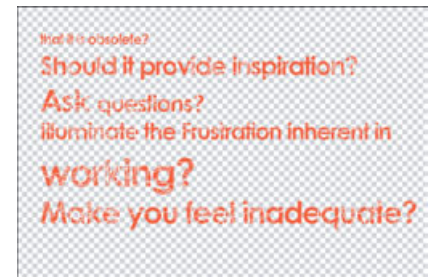 that it is obsolete?
Should it provide inspiration?
Ask questions?
illuminate the Frustration inherent in
working?
Make you feel inadequate?